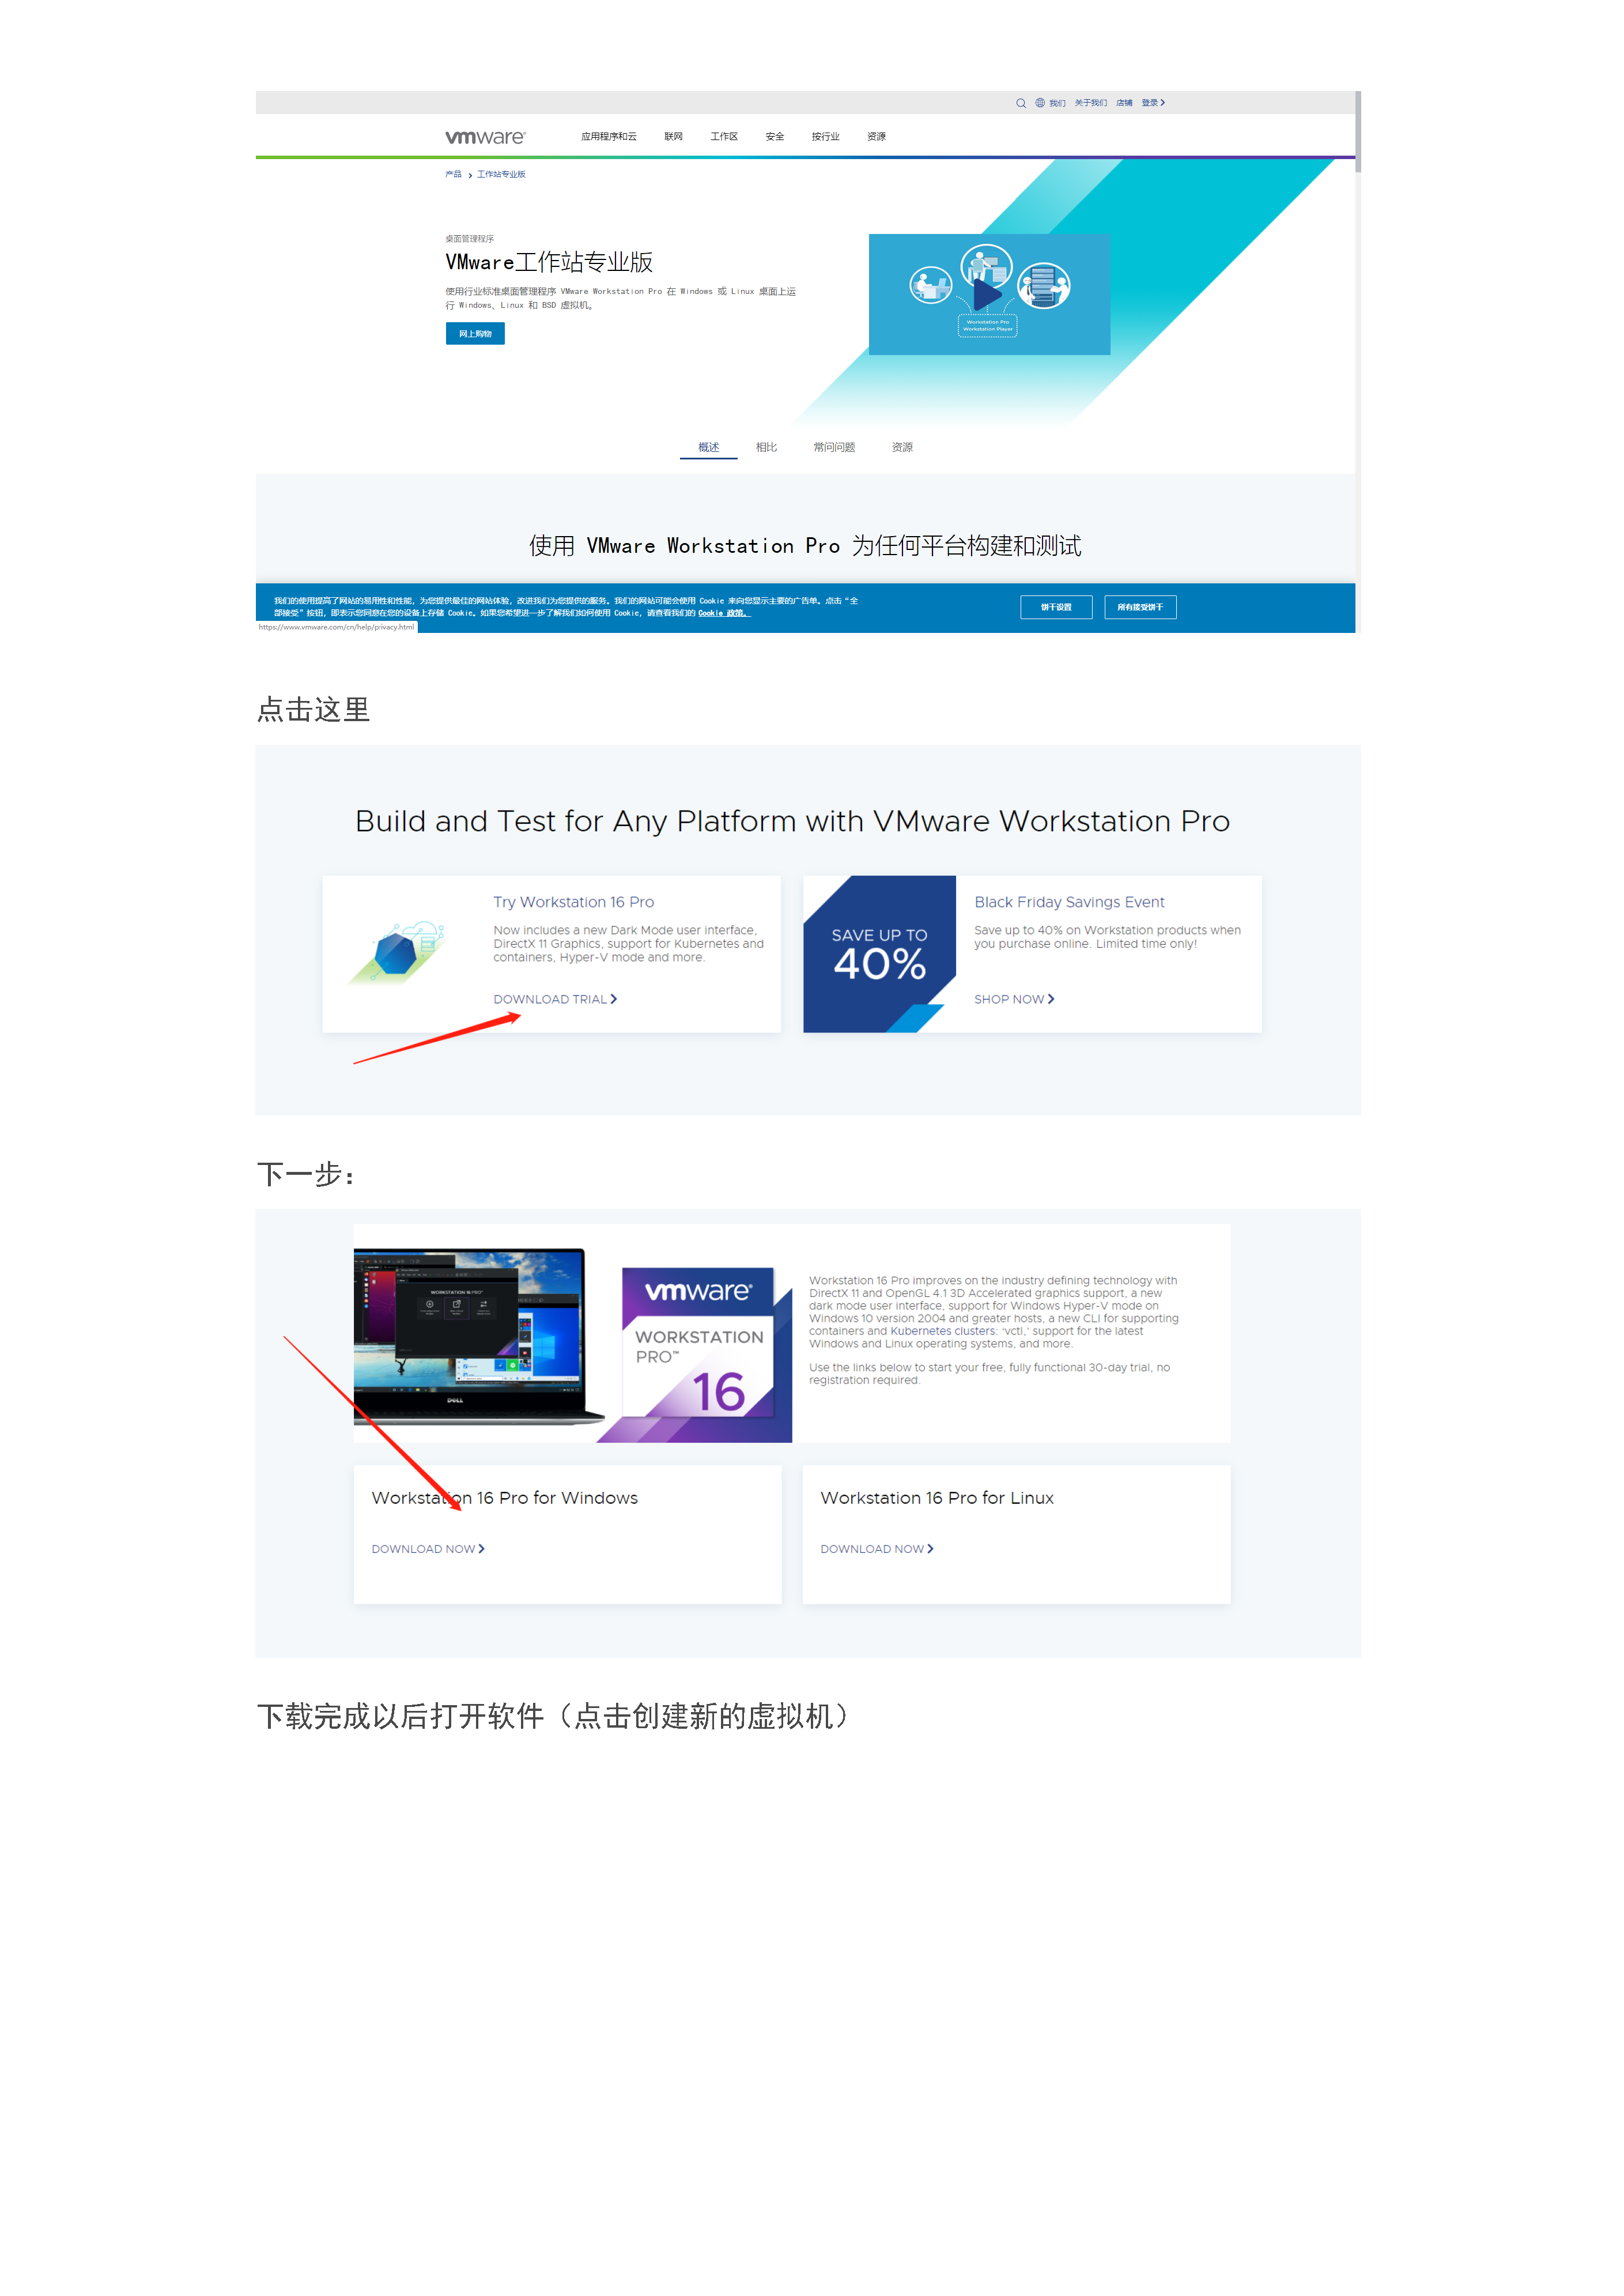 我们 关于我们 店铺 登录
vmware 应用程序和云 联网 工作区 安全 按行业 资源
产品 工作站专业版
桌面管理程序
VMware工作站专业版
使用行业标准桌面管理程序 VMware Workstation Pro 在 Windows 或 Linux 桌面上运
行 Windows、Linux 和 BSD 虚拟机。
网上购物
Workstation Pro
Workstation Player
概述 相比 常问问题 资源
使用 VMware Workstation Pro 为任何平台构建和测试
我们的使用提高了网站的易用性和性能，为您提供最佳的网站体验，改进我们为您提供的服务。我们的网站可能会使用 Cookie 来向您显示主要的广告单。点击“全
部接受”按钮，即表示您同意在您的设备上存储 Cookie。如果您希望进一步了解我们如何使用 Cookie，请查看我们的 Cookie 政策。
饼干设置 所有接受饼干
https://www.vmware.com/cn/help/privacy.html
点击这里
Build and Test for Any Platform with VMware Workstation Pro
Try Workstation 16 Pro
Now includes a new Dark Mode user interface,
DirectX 11 Graphics, support for Kubernetes and
containers, Hyper-V mode and more.
DOWNLOAD TRIAL
SAVE UP TO
40%
Black Friday Savings Event
Save up to 40% on Workstation products when
you purchase online. Limited time only!
SHOP NOW
下一步：
WORKSTATION 16 PRO
DELL
vmware
WORKSTATION
PRO™
16
Workstation 16 Pro improves on the industry defining technology with
DirectX 11 and OpenGL 4.1 3D Accelerated graphics support, a new
dark mode user interface, support for Windows Hyper-V mode on
Windows 10 version 2004 and greater hosts, a new CLI for supporting
containers and Kubernetes clusters: 'vctl,' support for the latest
Windows and Linux operating systems, and more.
Use the links below to start your free, fully functional 30-day trial, no
registration required.
Workstation 16 Pro for Windows
DOWNLOAD NOW
Workstation 16 Pro for Linux
DOWNLOAD NOW
下载完成以后打开软件（点击创建新的虚拟机）